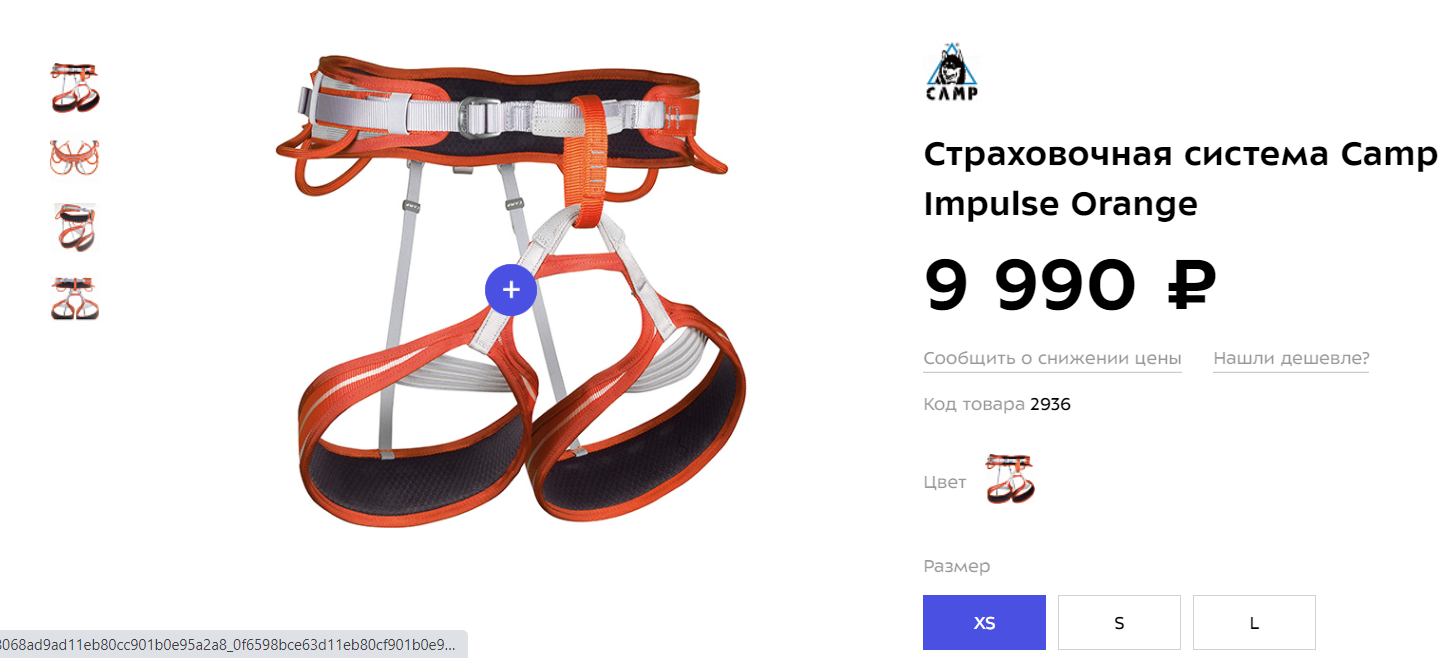 CAMP
Страховочная система Camp
Impulse Orange
9 990 ₽
Сообщить о снижении цены Нашли дешевле?
Код товара 2936
Цвет
Размер
XS S L
8068ad9ad11eb80cc901b0e95a2a8_0f6598bce63d11eb80cf901b0e9...